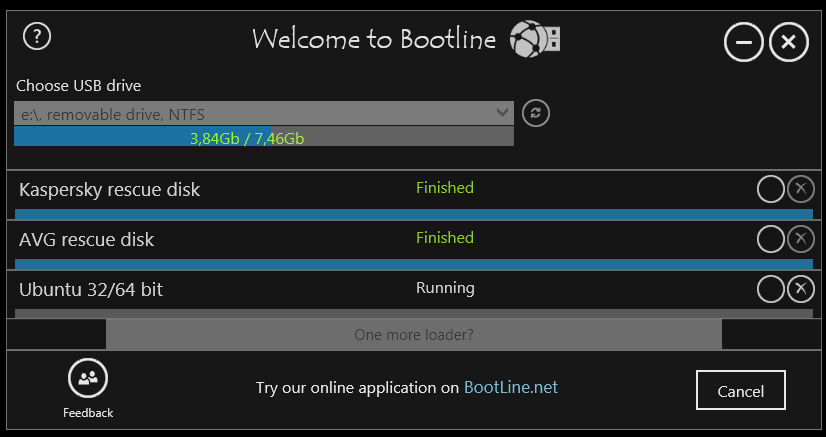 ?
Welcome to Bootline
Choose USB drive
e:\, removable drive, NTFS
3,84Gb / 7,46Gb
Kaspersky rescue disk Finished
AVG rescue disk Finished
Ubuntu 32/64 bit Running
One more loader?
Try our online application on BootLine.net
Cancel
Feedback